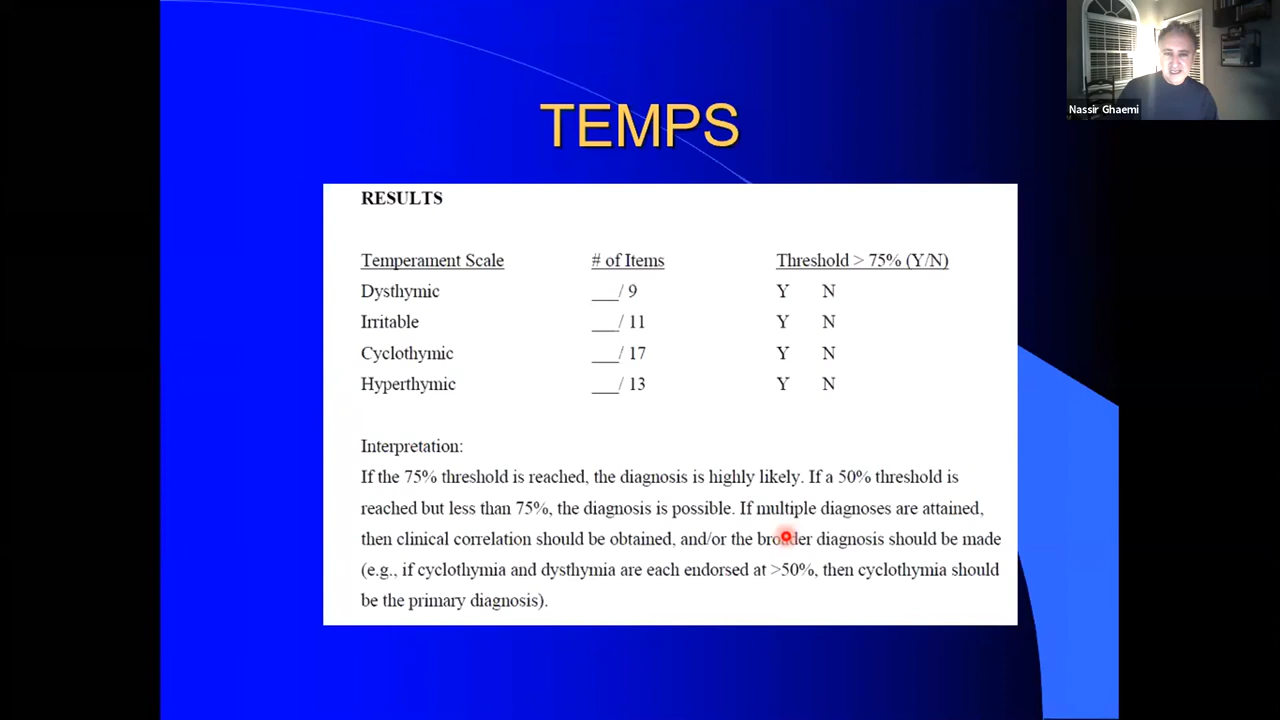 Nassir Ghaemi
TEMPS
RESULTS
Temperament Scale # of Items Threshold > 75% (Y/N)
Dysthymic ___/ 9 Y N
Irritable ___/ 11 Y N
Cyclothymic ___/ 17 Y N
Hyperthymic ___/ 13 Y N
Interpretation:
If the 75% threshold is reached, the diagnosis is highly likely. If a 50% threshold is
reached but less than 75%, the diagnosis is possible. If multiple diagnoses are attained,
then clinical correlation should be obtained, and/or the broader diagnosis should be made
(e.g., if cyclothymia and dysthymia are each endorsed at >50%, then cyclothymia should
be the primary diagnosis).